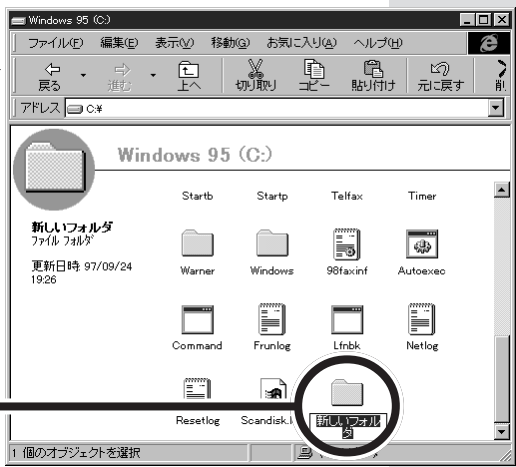 Windows 95 (C:)
ファイル(F) 編集(E) 表示(V) 移動(G) お気に入り(A) ヘルプ(H)
戻る 進む 上へ 切り取り コピー 貼り付け 元に戻す 削
アドレス C:¥
Windows 95 (C:)
Startb Startp Telfax Timer
新しいフォルダ
ファイル フォルダ
更新日時: 97/09/24
19:26
Warner Windows 98faxinf Autoexec
Command Frunlog Lfnbk Netlog
Resetlog Scandisk.l 新しいフォル
ダ
1 個のオブジェクトを選択